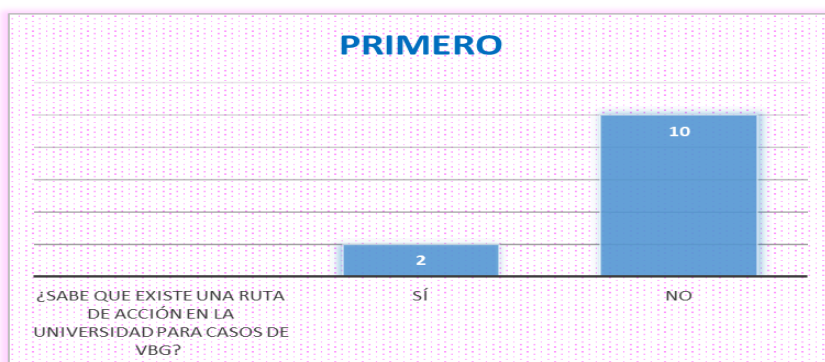 PRIMERO
10
2
¿SABE QUE EXISTE UNA RUTA
DE ACCIÓN EN LA
UNIVERSIDAD PARA CASOS DE
VBG?
SÍ
NO